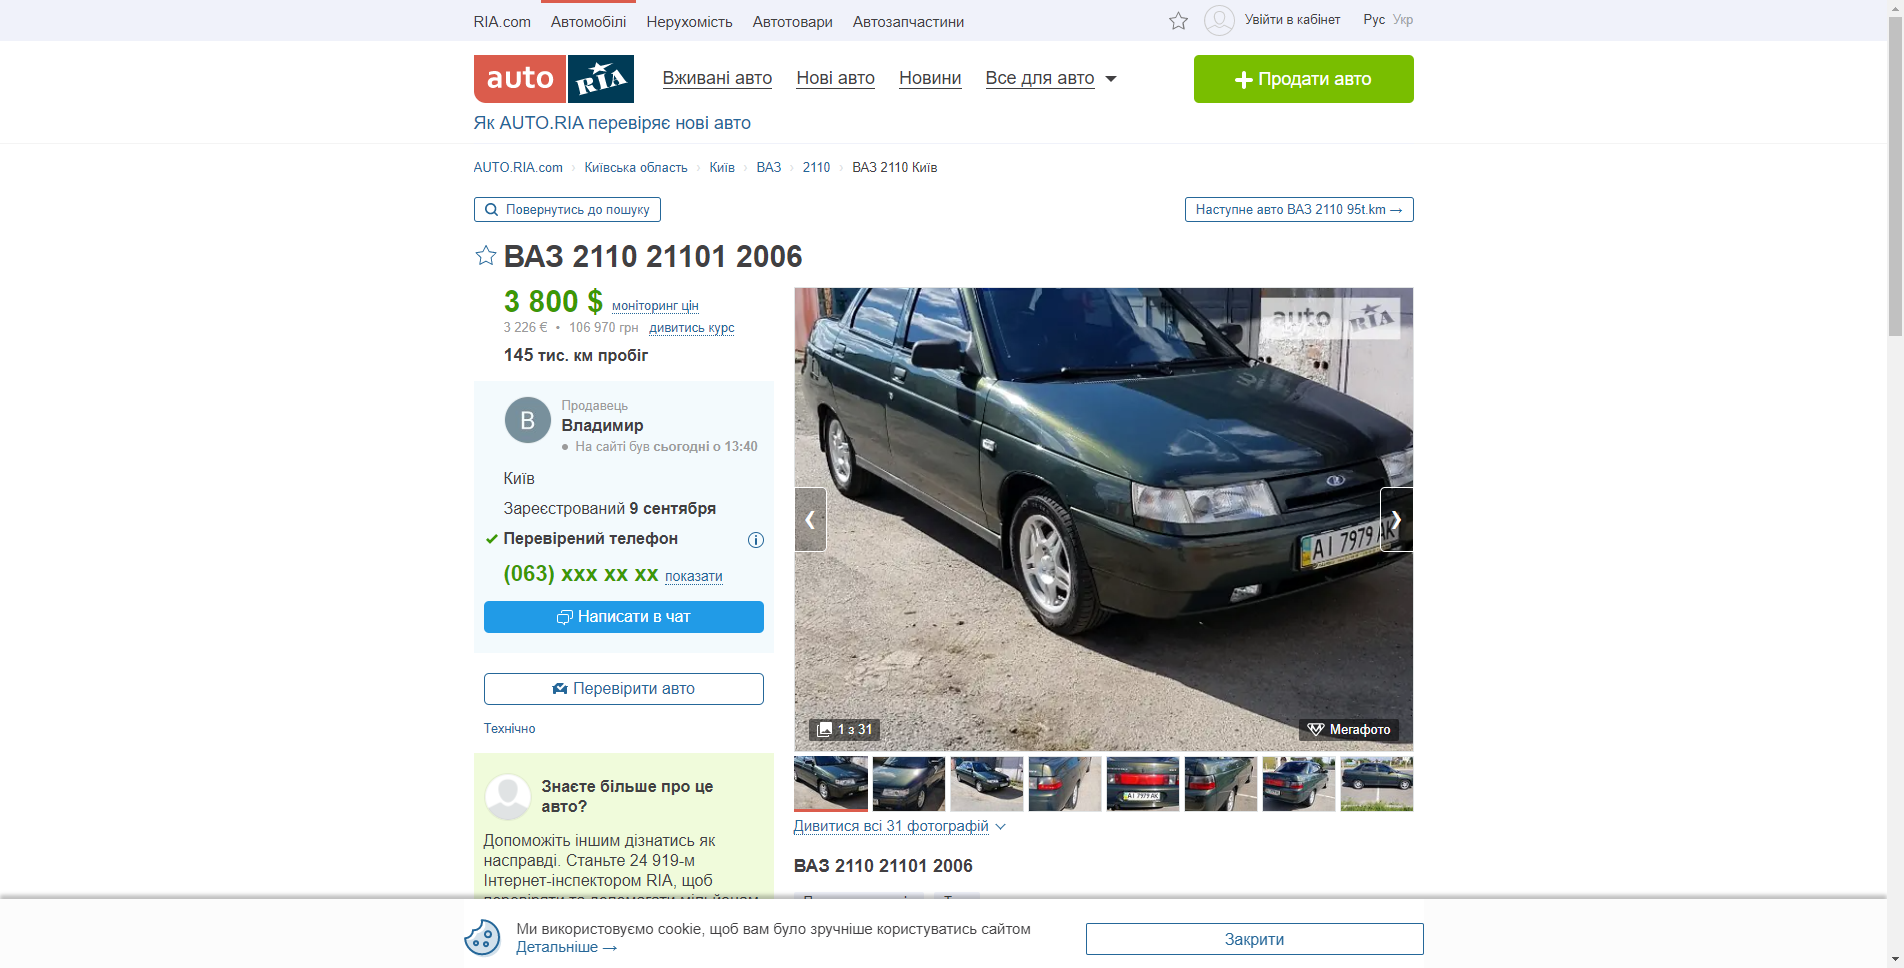 RIA.com Автомобілі Нерухомість Автотовари Автозапчастини Увійти в кабінет Рус Укр
auto RIA Вживані авто Нові авто Новини Все для авто Продати авто
Як AUTO.RIA перевіряє нові авто
AUTO.RIA.com › Київська область › Київ › ВАЗ › 2110 › ВАЗ 2110 Київ
Повернутись до пошуку
Наступне авто ВАЗ 2110 95t.km →
ВАЗ 2110 21101 2006
3 800 $ моніторинг цін
3 226 € • 106 970 грн дивитись курс
145 тис. км пробіг
В
Продавець
Владимир
● На сайті був сьогодні о 13:40
Київ
Зареєстрований 9 сентября
Перевірений телефон
(063) xxx xx xx показати
Написати в чат
Перевірити авто
Технічно
Знаєте більше про це
авто?
Допоможіть іншим дізнатись як
насправді. Станьте 24 919-м
Інтернет-інспектором RIA, щоб
auto RIA
AI 7979 AK
1 з 31
Мегафото
AI 7979 AK
Дивитися всі 31 фотографій
ВАЗ 2110 21101 2006
Ми використовуємо cookie, щоб вам було зручніше користуватись сайтом
Детальніше →
Закрити